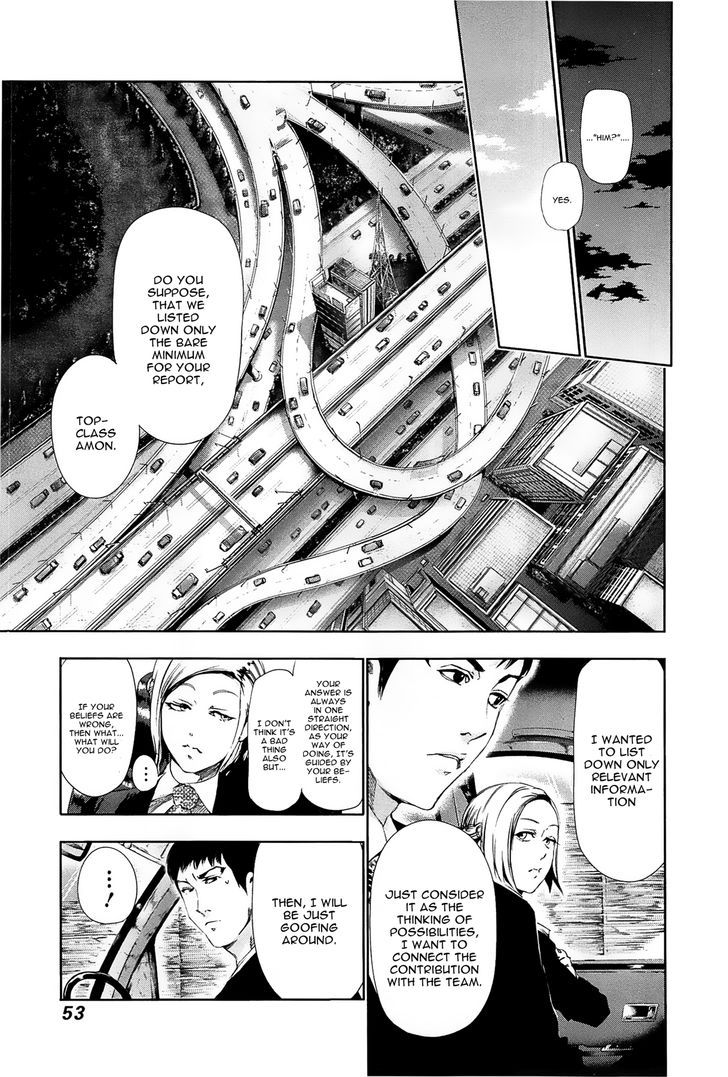 ..."HIM?"....
YES.
DO YOU
SUPPOSE,
THAT WE
LISTED
DOWN ONLY
THE BARE
MINIMUM
FOR YOUR
REPORT,
TOP-
CLASS
AMON.
I WANTED
TO LIST
DOWN ONLY
RELEVANT
INFORMA-
TION
JUST CONSIDER
IT AS THE
THINKING OF
POSSIBILITIES,
I WANT TO
CONNECT THE
CONTRIBUTION
WITH THE TEAM.
YOUR
ANSWER IS
ALWAYS
IN ONE
STRAIGHT
DIRECTION,
AS YOUR
WAY OF
DOING, IT'S
GUIDED BY
YOUR BE-
LIEFS.
I DON'T
THINK IT'S
A BAD
THING
ALSO
BUT...
IF YOUR
BELIEFS ARE
WRONG,
THEN WHAT...
WHAT WILL
YOU DO?
...
THEN, I WILL
BE JUST
GOOFING
AROUND.
...!
53